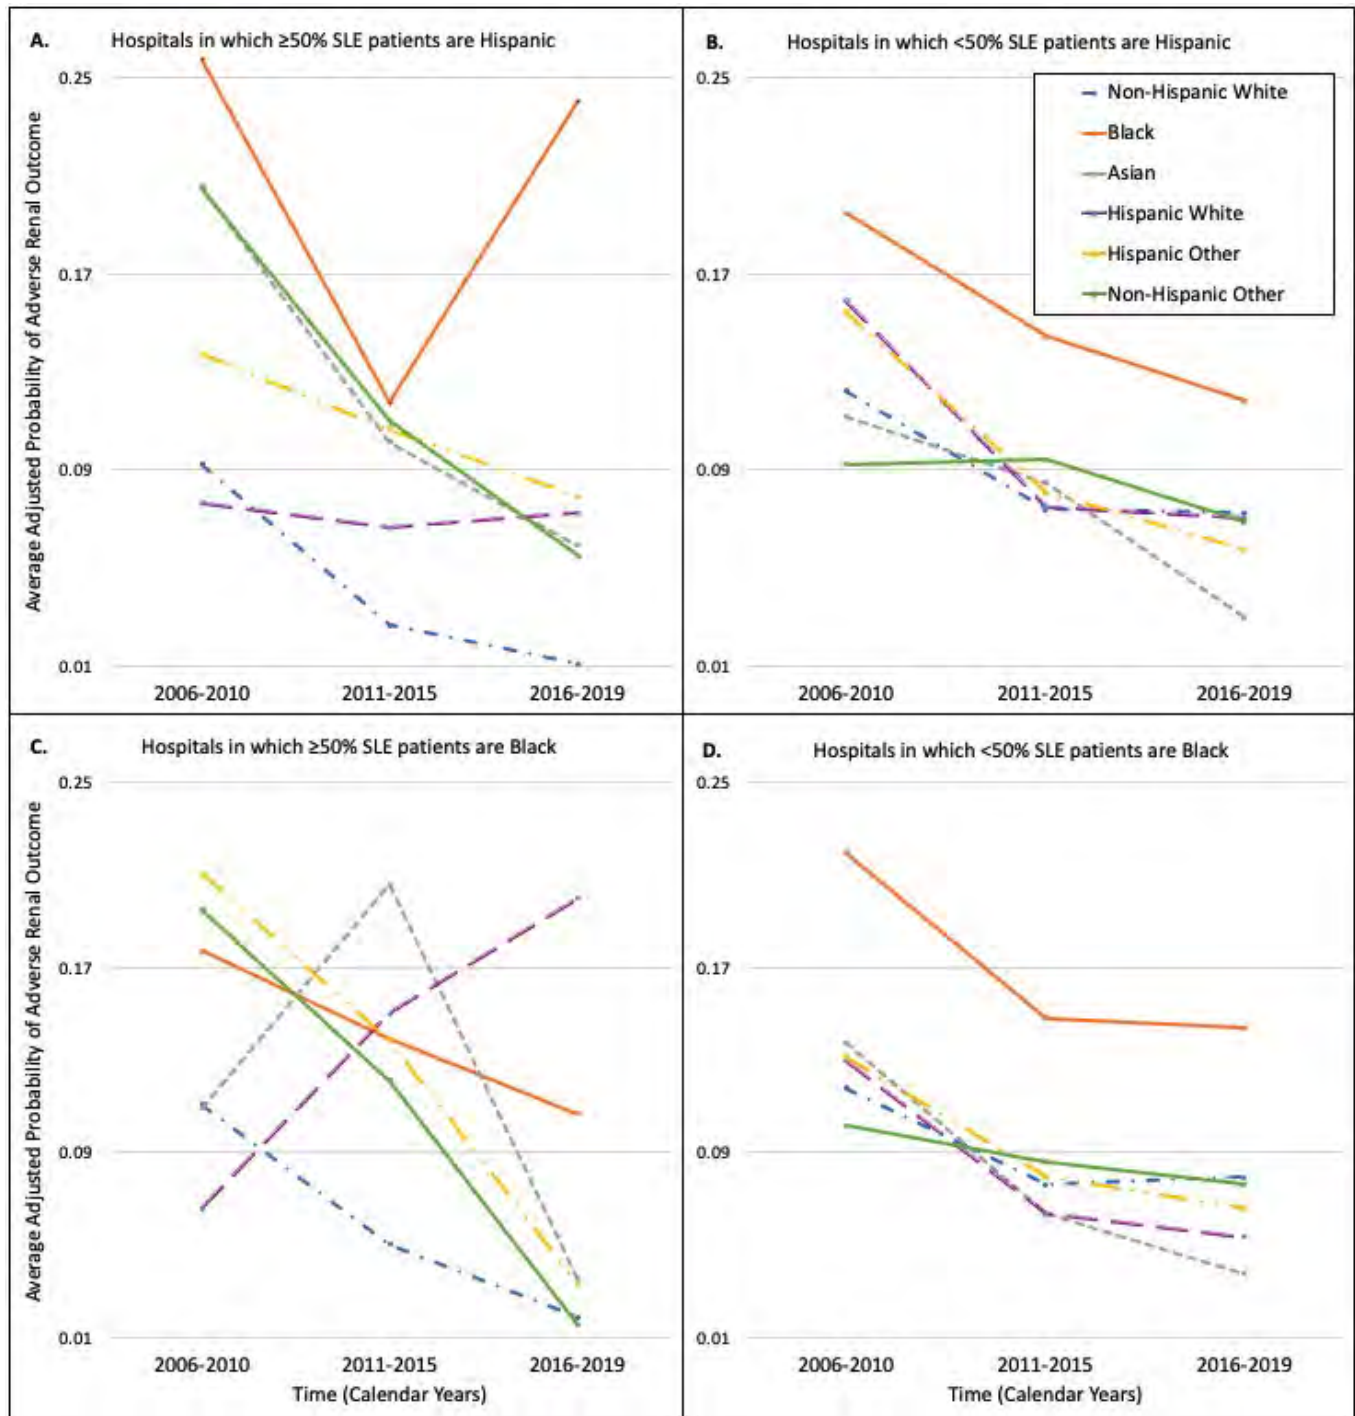 A. Hospitals in which ≥50% SLE patients are Hispanic
Average Adjusted Probability of Adverse Renal Outcome
0.25
0.17
0.09
0.01
2006-2010 2011-2015 2016-2019
B. Hospitals in which <50% SLE patients are Hispanic
0.25
0.17
0.09
0.01
Non-Hispanic White
Black
Asian
Hispanic White
Hispanic Other
Non-Hispanic Other
2006-2010 2011-2015 2016-2019
C. Hospitals in which ≥50% SLE patients are Black
Average Adjusted Probability of Adverse Renal Outcome
0.25
0.17
0.09
0.01
2006-2010 2011-2015 2016-2019
Time (Calendar Years)
D. Hospitals in which <50% SLE patients are Black
0.25
0.17
0.09
0.01
2006-2010 2011-2015 2016-2019
Time (Calendar Years)